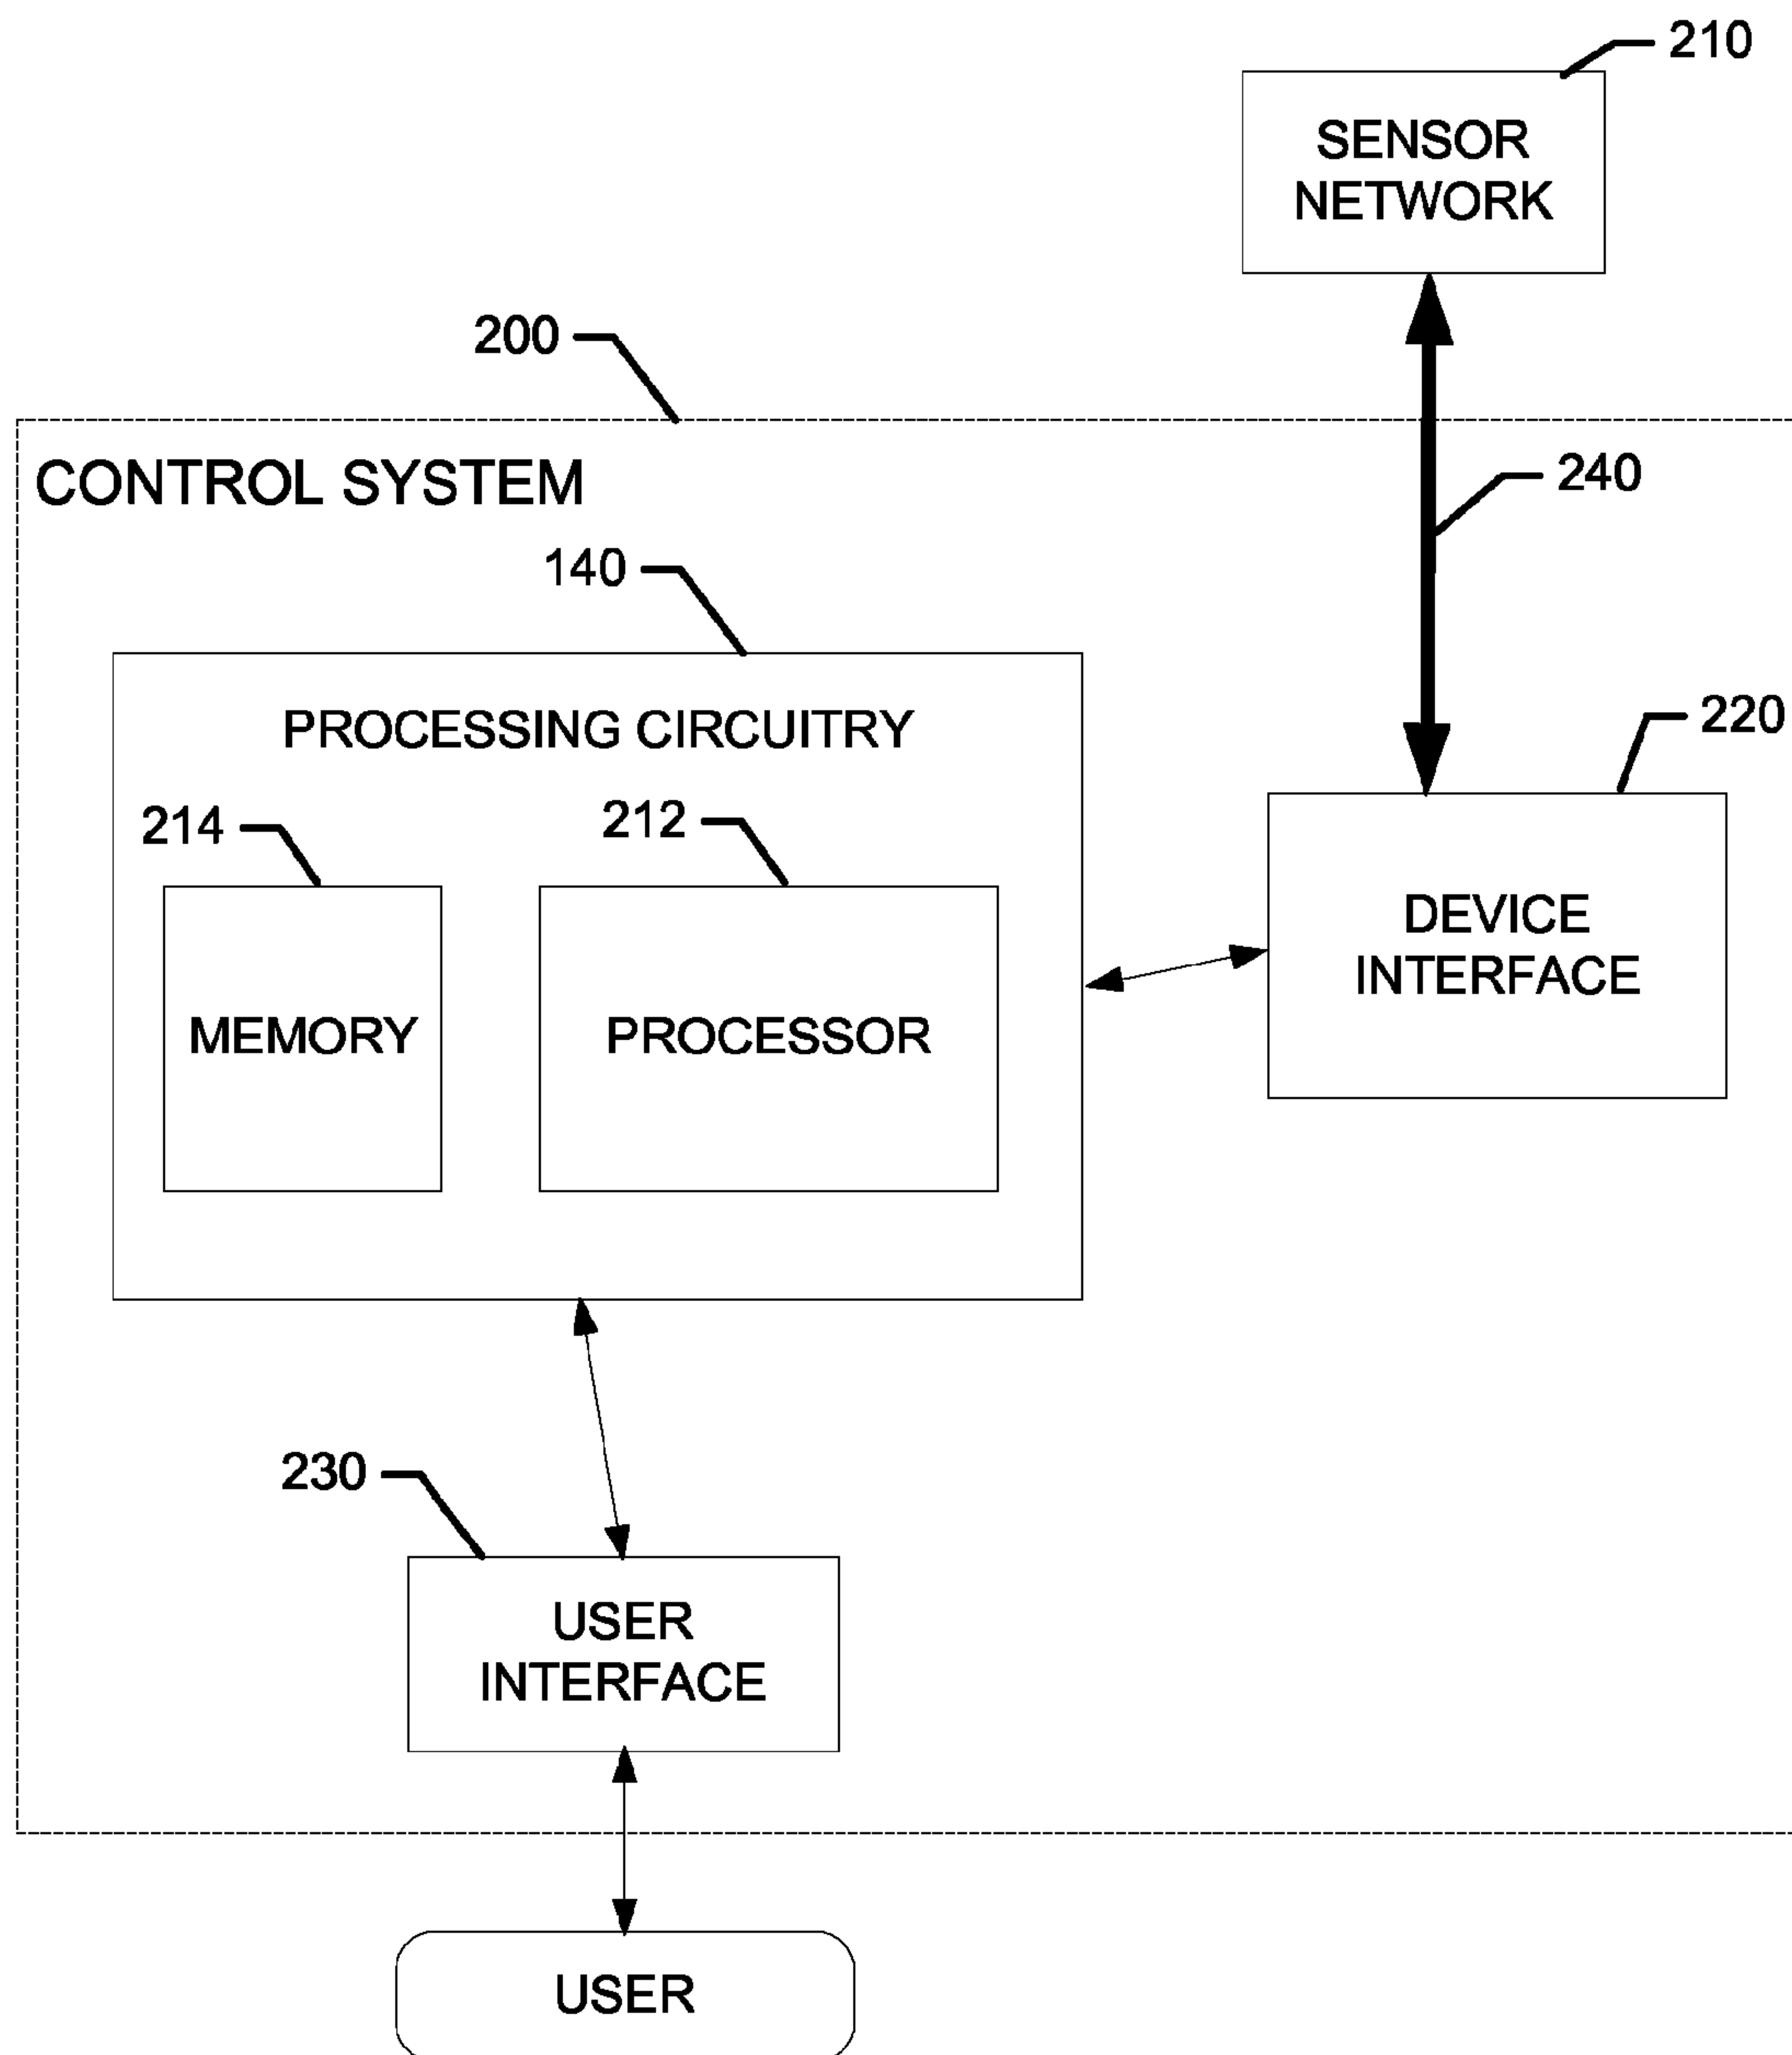 210
SENSOR
NETWORK
200
CONTROL SYSTEM
240
140
PROCESSING CIRCUITRY
220
214
212
DEVICE
INTERFACE
MEMORY
PROCESSOR
230
USER
INTERFACE
USER